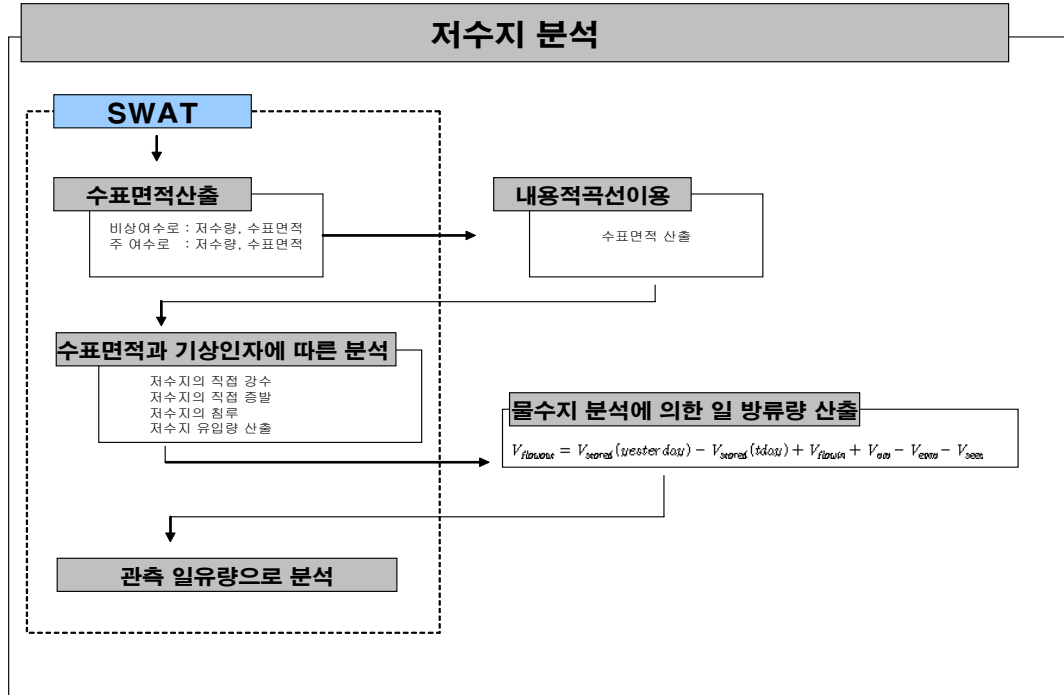 저수지 분석
SWAT
수표면적산출
비상여수로 : 저수량, 수표면적
주 여수로 : 저수량, 수표면적
내용적곡선이용
수표면적 산출
수표면적과 기상인자에 따른 분석
저수지의 직접 강수
저수지의 직접 증발
저수지의 침루
저수지 유입량 산출
물수지 분석에 의한 일 방류량 산출
V_flowout = V_stored(yesterday) − V_stored(tday) + V_flowin + − −
관측 일유량으로 분석